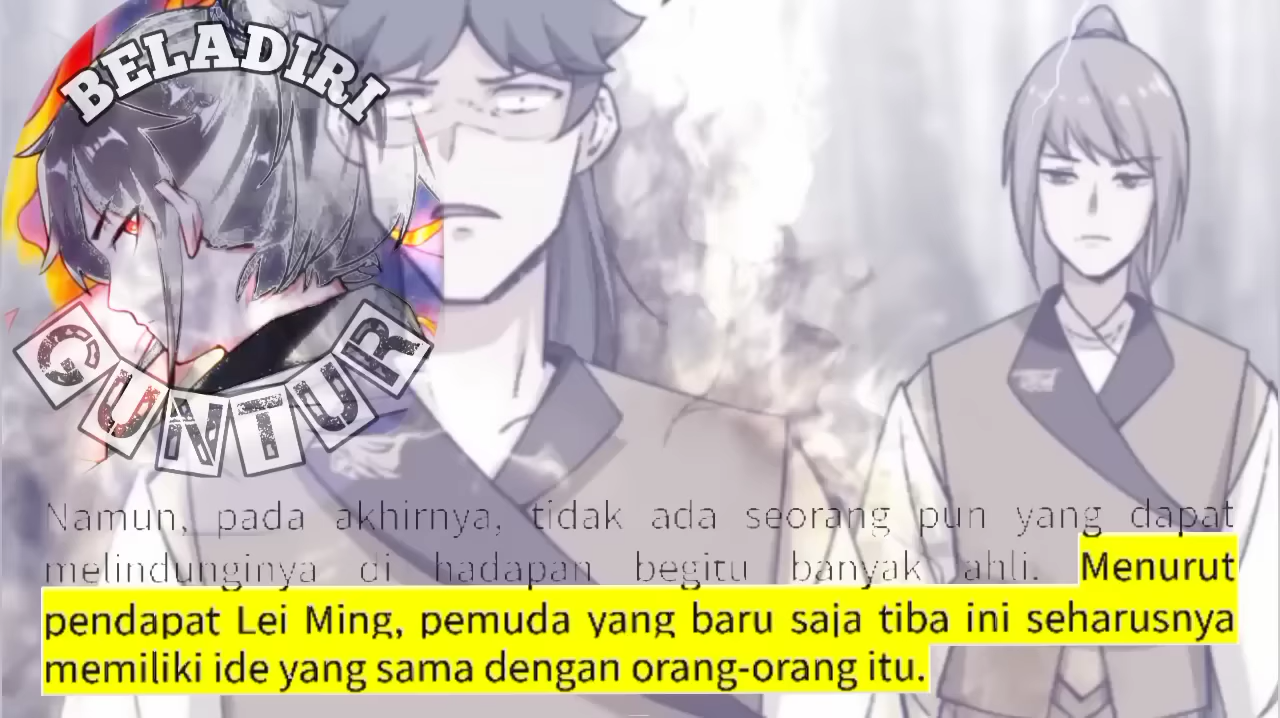 BELADIRI
GUNTUR
Namun, pada akhirnya, tidak ada seorang pun yang dapat
melindunginya di hadapan begitu banyak ahli. Menurut
pendapat Lei Ming, pemuda yang baru saja tiba ini seharusnya
memiliki ide yang sama dengan orang-orang itu.